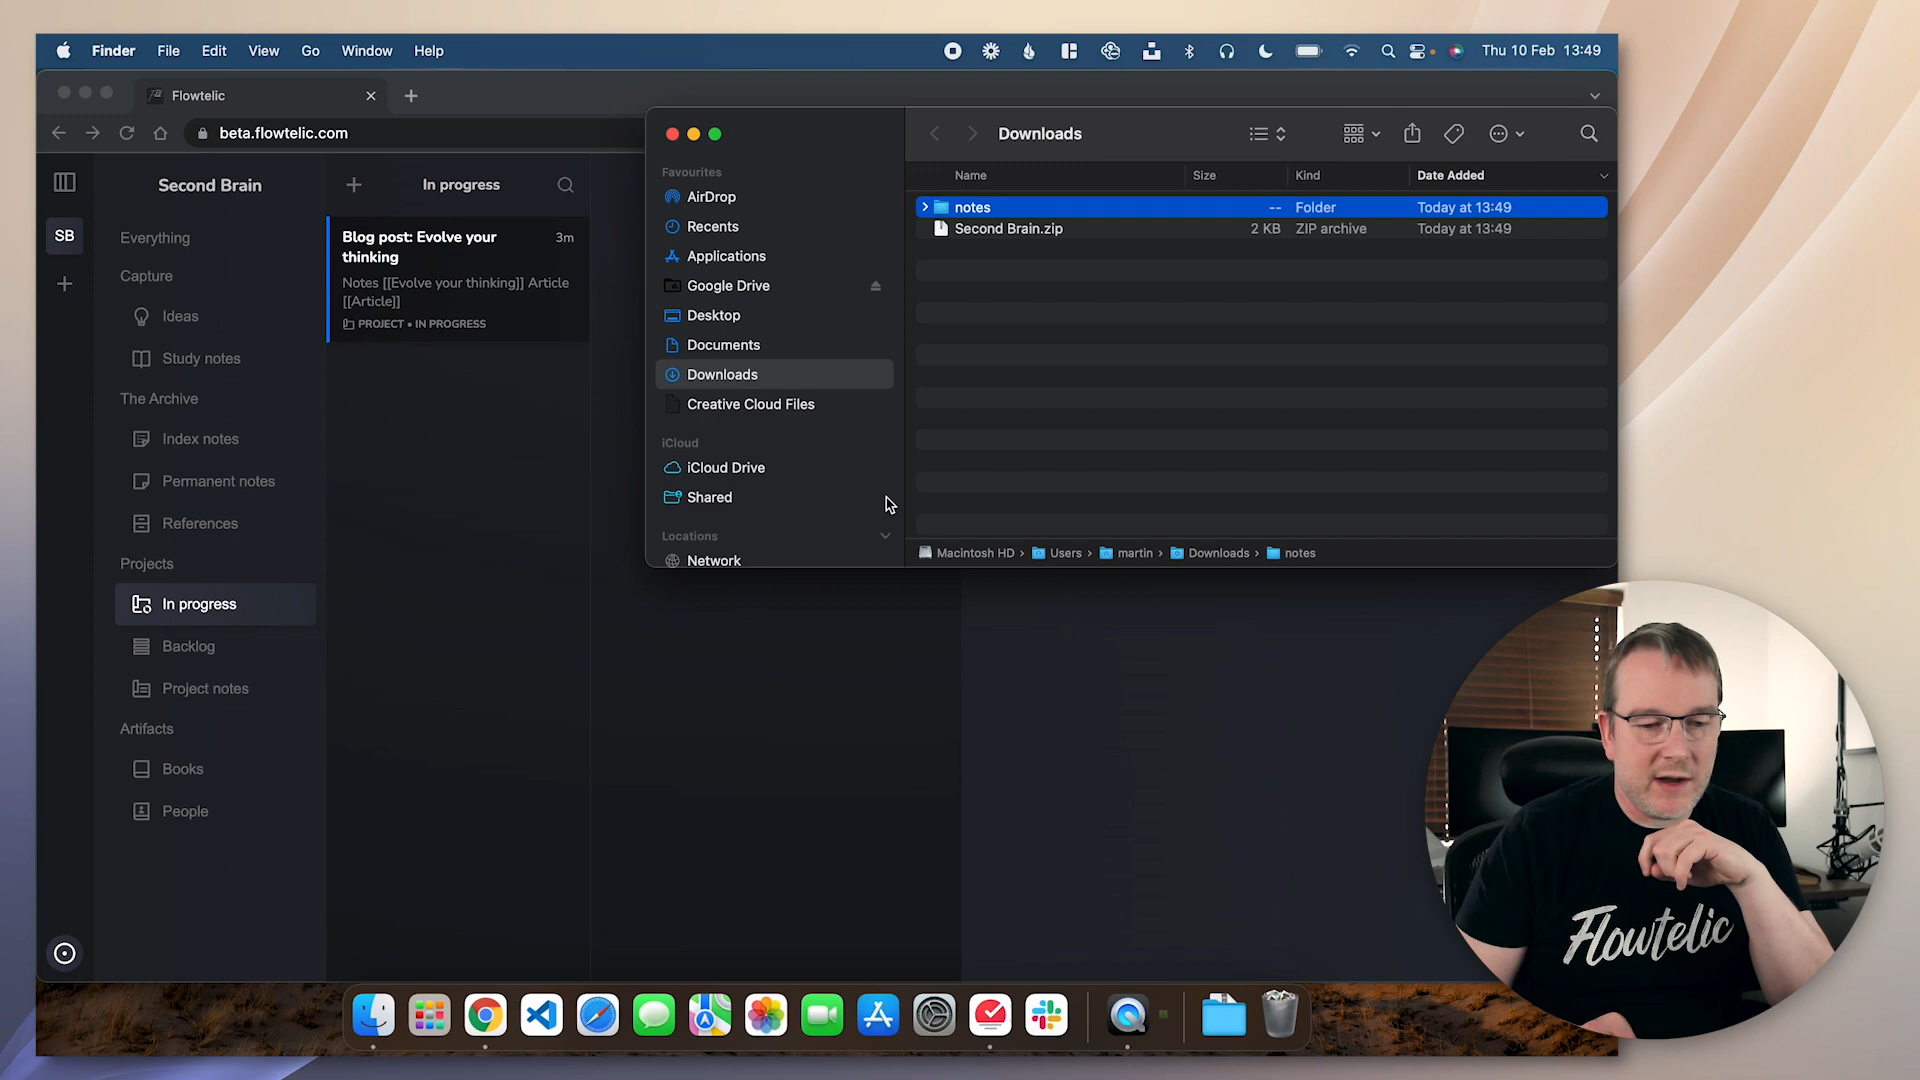 Finder File Edit View Go Window Help
Thu 10 Feb 13:49
Flowtelic
beta.flowtelic.com
SB
Second Brain
Everything
Capture
Ideas
Study notes
The Archive
Index notes
Permanent notes
References
Projects
In progress
Backlog
Project notes
Artifacts
Books
People
In progress
Blog post: Evolve your
thinking
3m
Notes [[Evolve your thinking]] Article
[[Article]]
PROJECT • IN PROGRESS
Favourites
AirDrop
Recents
Applications
Google Drive
Desktop
Documents
Downloads
Creative Cloud Files
iCloud
iCloud Drive
Shared
Locations
Network
Downloads
Name Size Kind Date Added
notes -- Folder Today at 13:49
Second Brain.zip 2 KB ZIP archive Today at 13:49
Macintosh HD › Users › martin › Downloads › notes
Flowtelic